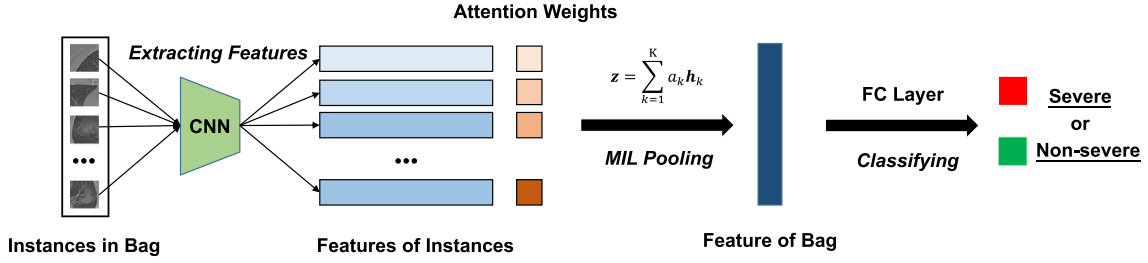 Attention Weights
Extracting Features
CNN
...
...
z = \sum_{k=1}^{K} a_k h_k
MIL Pooling
FC Layer
Classifying
Severe
or
Non-severe
Instances in Bag
Features of Instances
Feature of Bag